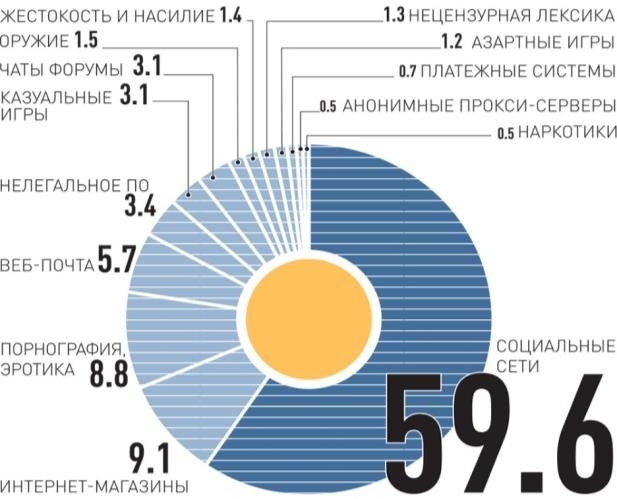 ЖЕСТОКОСТЬ И НАСИЛИЕ 1.4
ОРУЖИЕ 1.5
ЧАТЫ ФОРУМЫ 3.1
КАЗУАЛЬНЫЕ 3.1
ИГРЫ
НЕЛЕГАЛЬНОЕ ПО
3.4
ВЕБ-ПОЧТА 5.7
ПОРНОГРАФИЯ,
ЭРОТИКА 8.8
9.1
ИНТЕРНЕТ-МАГАЗИНЫ
1.3 НЕЦЕНЗУРНАЯ ЛЕКСИКА
1.2 АЗАРТНЫЕ ИГРЫ
0.7 ПЛАТЕЖНЫЕ СИСТЕМЫ
0.5 АНОНИМНЫЕ ПРОКСИ-СЕРВЕРЫ
0.5 НАРКОТИКИ
СОЦИАЛЬНЫЕ
СЕТИ
59.6